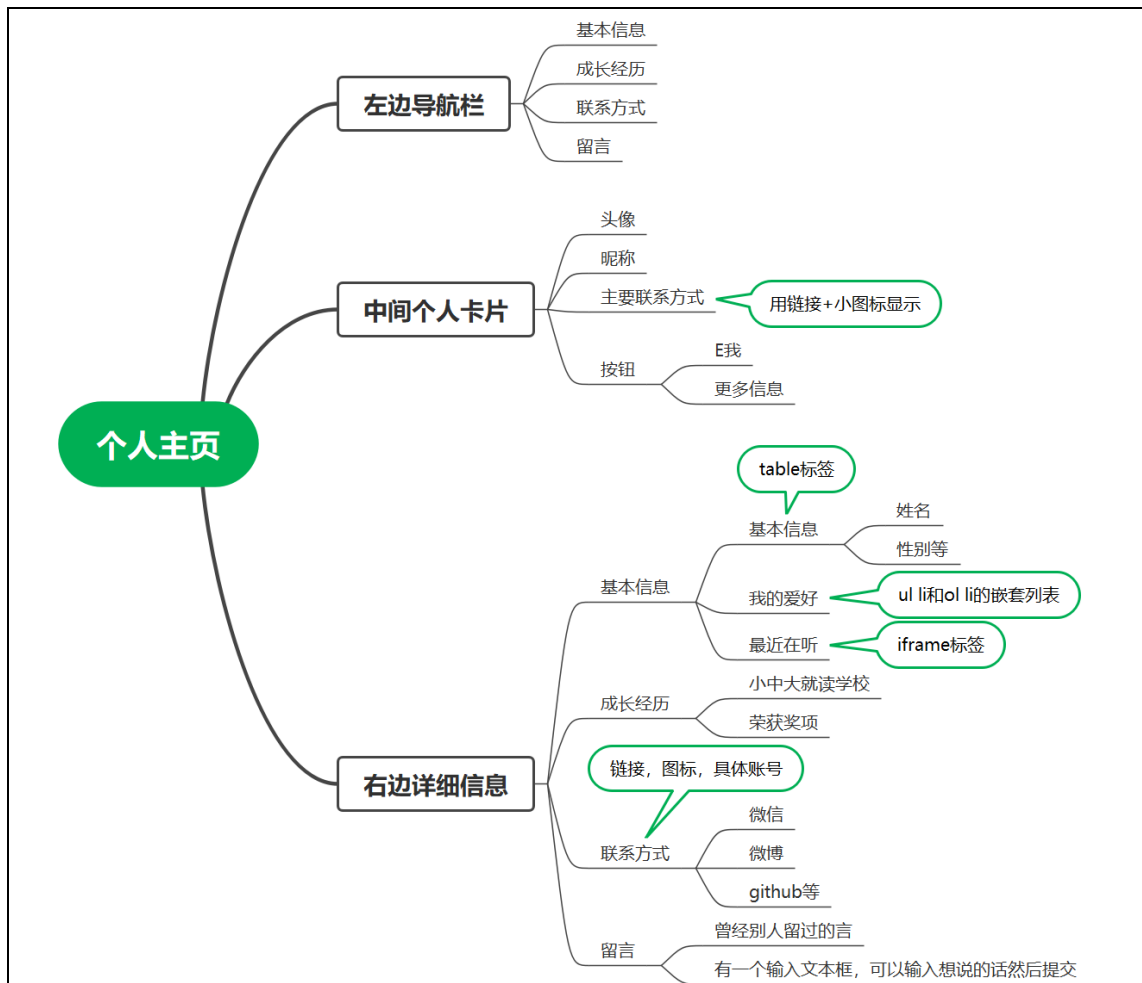 个人主页
左边导航栏
基本信息
成长经历
联系方式
留言
中间个人卡片
头像
昵称
主要联系方式
用链接+小图标显示
按钮
E我
更多信息
右边详细信息
基本信息
table标签
基本信息
姓名
性别等
我的爱好
ul li和ol li的嵌套列表
最近在听
iframe标签
成长经历
小中大就读学校
荣获奖项
链接，图标，具体账号
联系方式
微信
微博
github等
留言
曾经别人留过的言
有一个输入文本框，可以输入想说的话然后提交